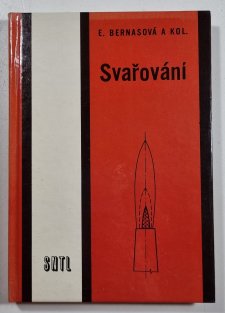 E. BERNASOVÁ A KOL.
Svařování
SNTL